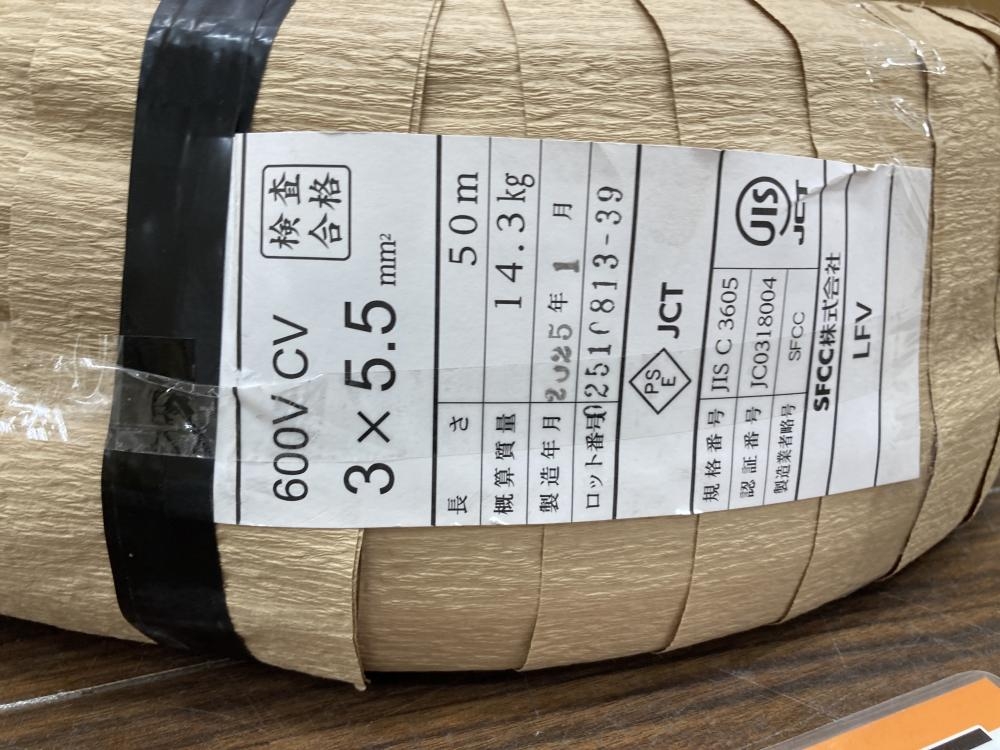 600V CV
検査
合格
3×5.5 mm²
長さ 50m
概算質量 14.3kg
製造年月 2025年 1月
ロット番号
PSE JCT
規格番号 JIS C 3605
認証番号 JC0318004
製造業者略号 SFCC
JIS
JCT
SFCC株式会社
LFV